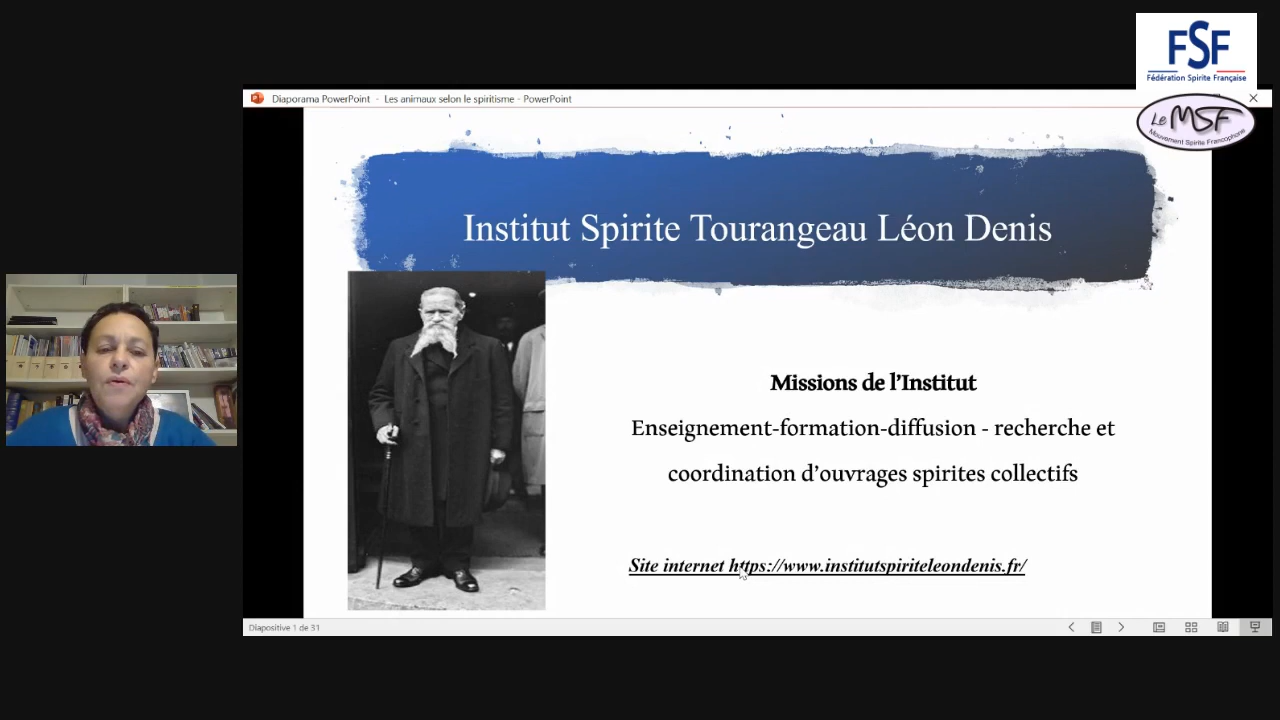 FSF
Fédération Spirite Française
Diaporama PowerPoint - Les animaux selon le spiritisme - PowerPoint
Le MSF
Mouvement Spirite Francophone
Institut Spirite Tourangeau Léon Denis
Missions de l'Institut
Enseignement-formation-diffusion - recherche et
coordination d'ouvrages spirites collectifs
Site internet https://www.institutspiriteleondenis.fr/
Diapositive 1 de 31